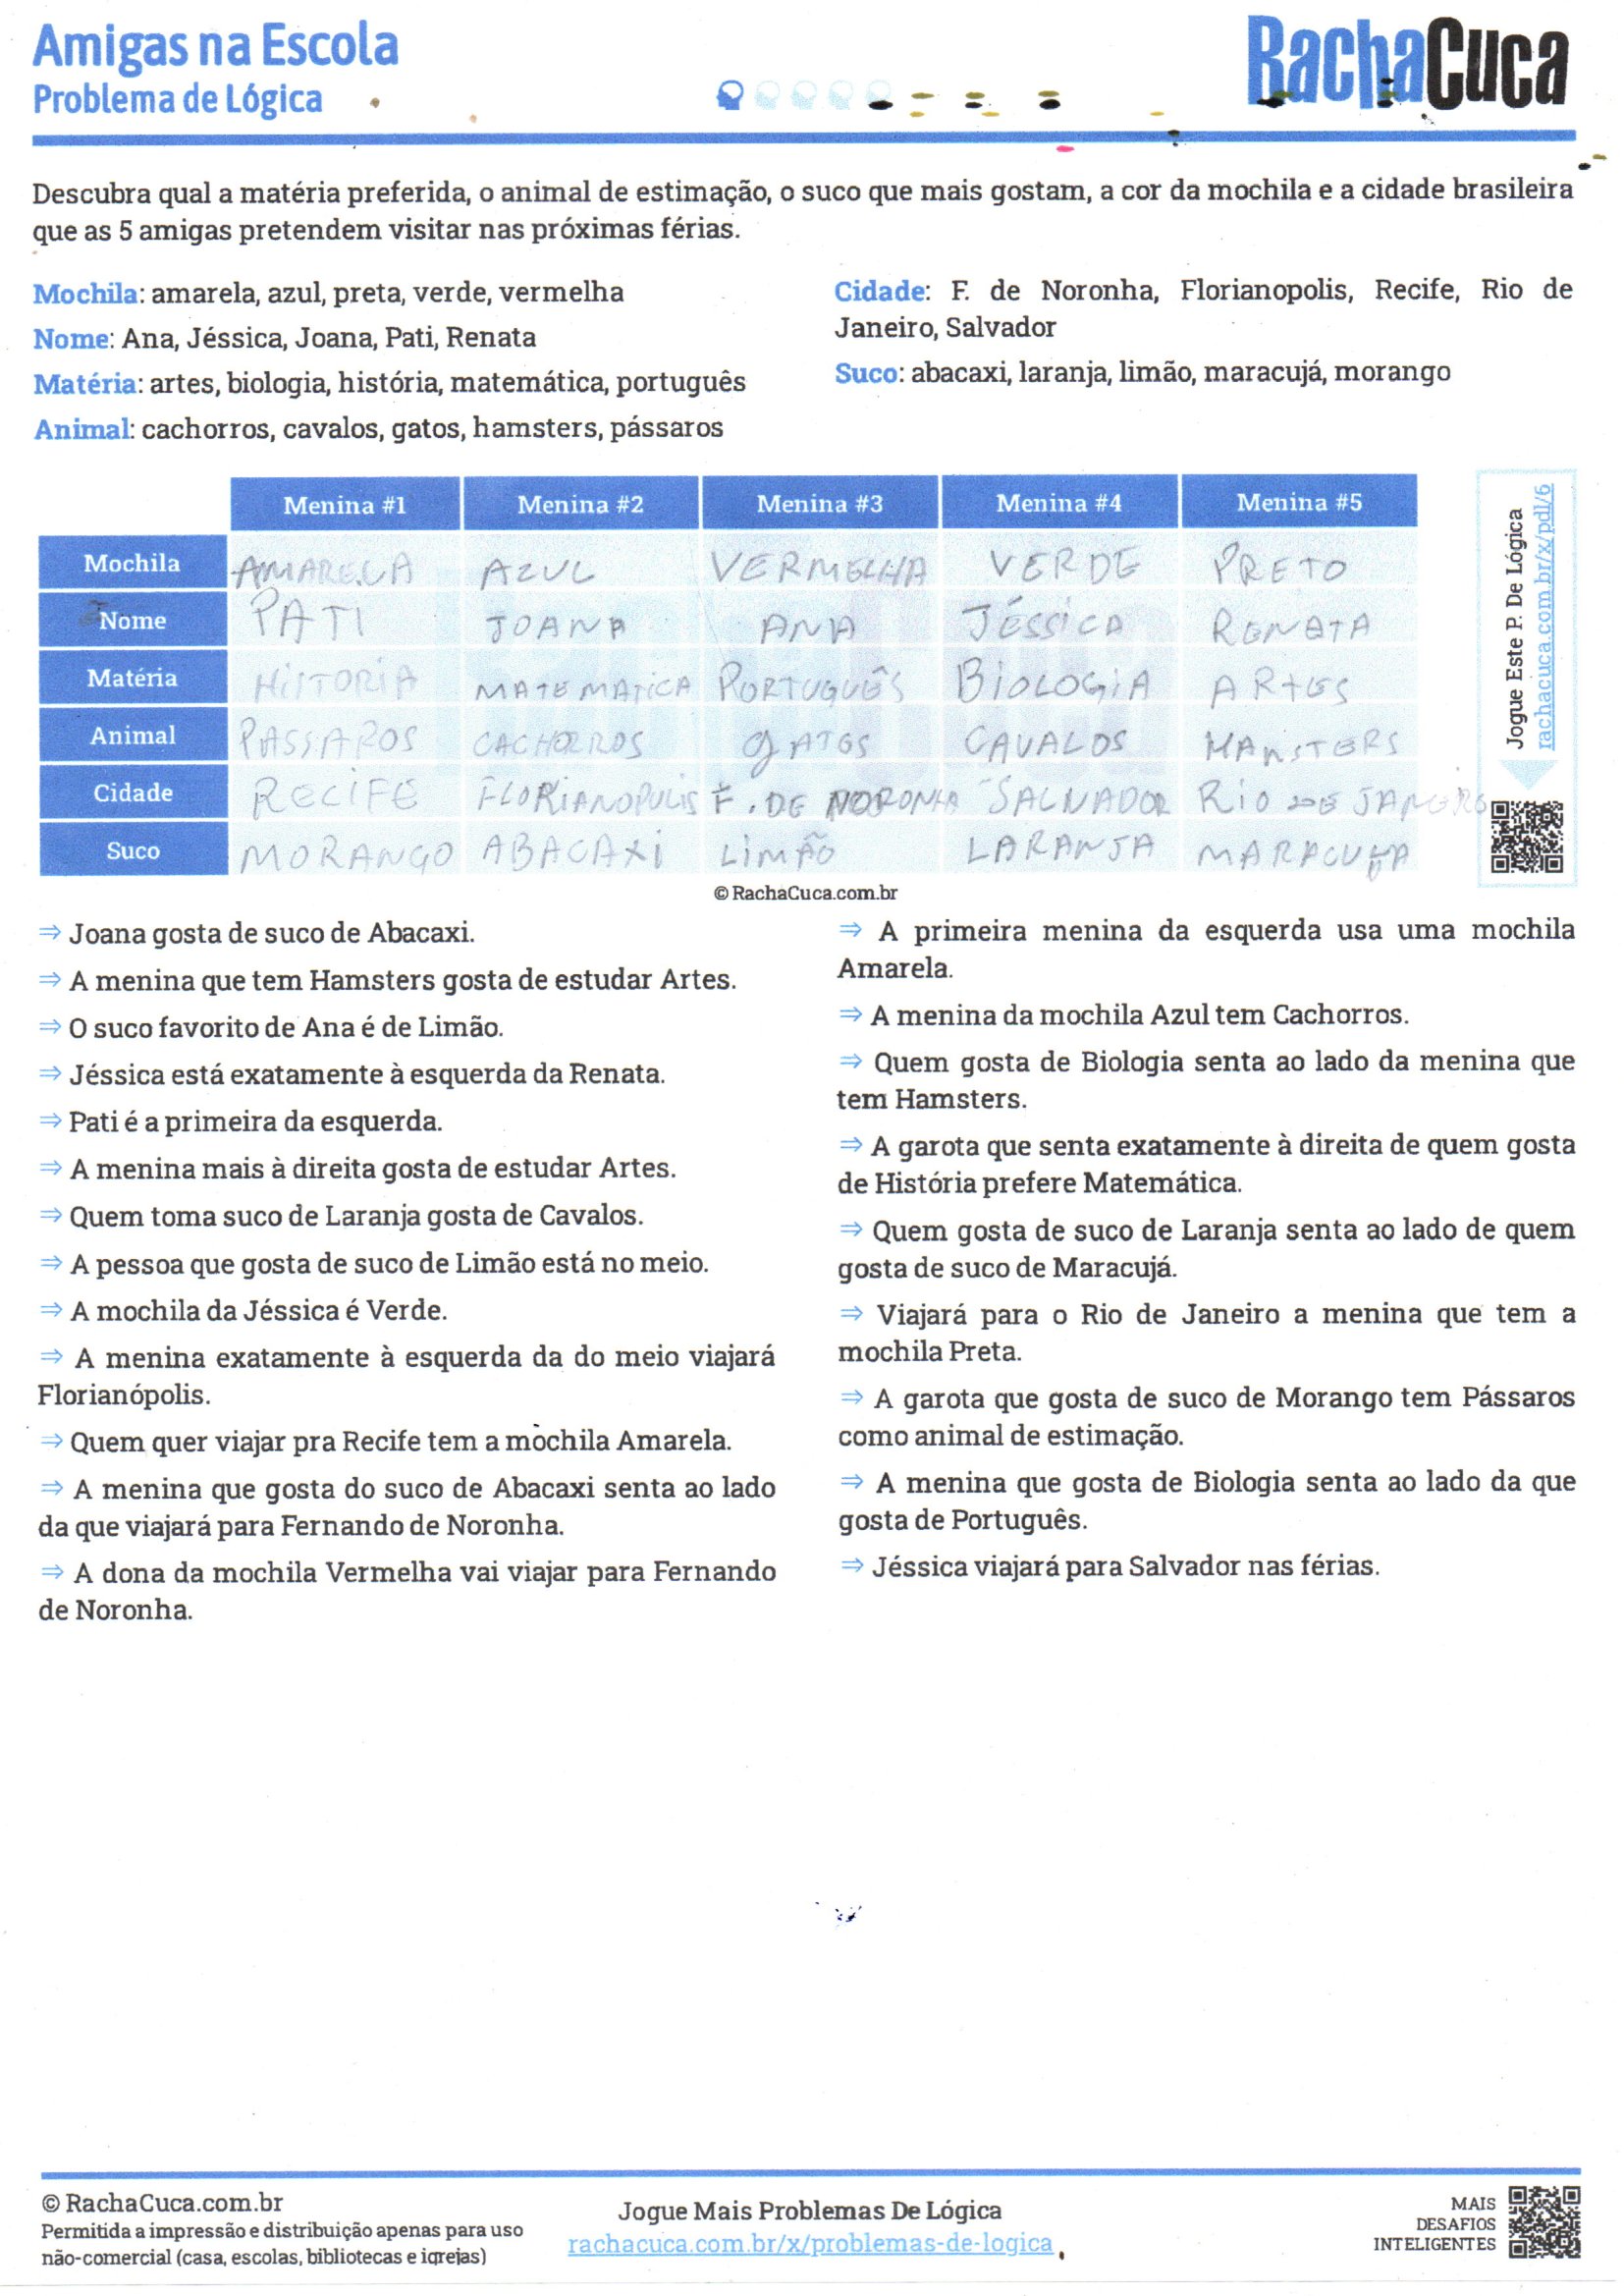 Amigas na Escola
Problema de Lógica
RachaCuca
Descubra qual a matéria preferida, o animal de estimação, o suco que mais gostam, a cor da mochila e a cidade brasileira
que as 5 amigas pretendem visitar nas próximas férias.
Mochila: amarela, azul, preta, verde, vermelha
Nome: Ana, Jéssica, Joana, Pati, Renata
Matéria: artes, biologia, história, matemática, português
Animal: cachorros, cavalos, gatos, hamsters, pássaros
Cidade: F. de Noronha, Florianopolis, Recife, Rio de
Janeiro, Salvador
Suco: abacaxi, laranja, limão, maracujá, morango
Menina #1 Menina #2 Menina #3 Menina #4 Menina #5
Mochila AMARELA AZUL VERMELHA VERDE PRETO
Nome PATI JOANA ANA JÉSSICA RENATA
Matéria HISTORIA MATEMATICA PORTUGUÊS BIOLOGIA ARTES
Animal PASSAROS CACHORROS GATOS CAVALOS HAMSTERS
Cidade RECIFE FLORIANOPULIS F. DE NORONHA SALVADOR RIO DE JANEIRO
Suco MORANGO ABACAXI LIMÃO LARANJA MARACUJA
Jogue Este P. De Lógica
rachacuca.com.br/x/pdl/6
© RachaCuca.com.br
⇒ Joana gosta de suco de Abacaxi.
⇒ A menina que tem Hamsters gosta de estudar Artes.
⇒ O suco favorito de Ana é de Limão.
⇒ Jéssica está exatamente à esquerda da Renata.
⇒ Pati é a primeira da esquerda.
⇒ A menina mais à direita gosta de estudar Artes.
⇒ Quem toma suco de Laranja gosta de Cavalos.
⇒ A pessoa que gosta de suco de Limão está no meio.
⇒ A mochila da Jéssica é Verde.
⇒ A menina exatamente à esquerda da do meio viajará
Florianópolis.
⇒ Quem quer viajar pra Recife tem a mochila Amarela.
⇒ A menina que gosta do suco de Abacaxi senta ao lado
da que viajará para Fernando de Noronha.
⇒ A dona da mochila Vermelha vai viajar para Fernando
de Noronha.
⇒ A primeira menina da esquerda usa uma mochila
Amarela.
⇒ A menina da mochila Azul tem Cachorros.
⇒ Quem gosta de Biologia senta ao lado da menina que
tem Hamsters.
⇒ A garota que senta exatamente à direita de quem gosta
de História prefere Matemática.
⇒ Quem gosta de suco de Laranja senta ao lado de quem
gosta de suco de Maracujá.
⇒ Viajará para o Rio de Janeiro a menina que tem a
mochila Preta.
⇒ A garota que gosta de suco de Morango tem Pássaros
como animal de estimação.
⇒ A menina que gosta de Biologia senta ao lado da que
gosta de Português.
⇒ Jéssica viajará para Salvador nas férias.
© RachaCuca.com.br
Permitida a impressão e distribuição apenas para uso
não-comercial (casa, escolas, bibliotecas e igrejas)
Jogue Mais Problemas De Lógica
rachacuca.com.br/x/problemas-de-logica
MAIS
DESAFIOS
INTELIGENTES